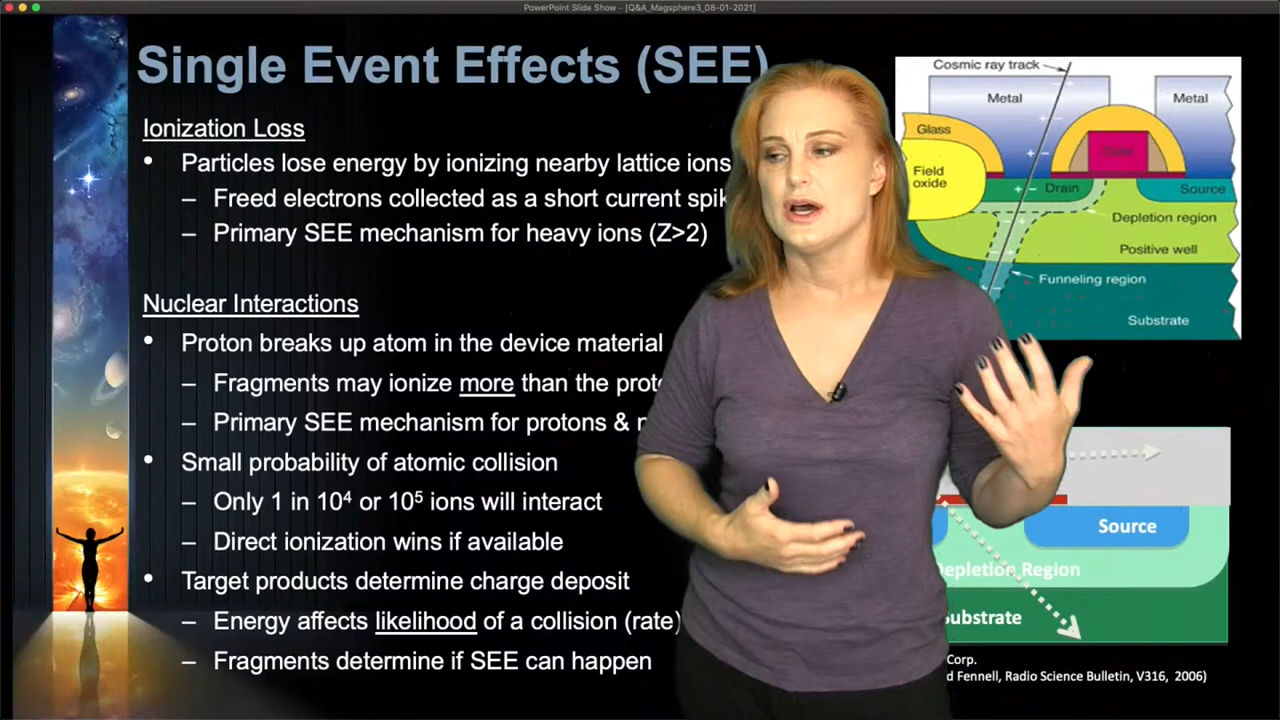 PowerPoint Slide Show - [Q&A_Magsphere3_08-01-2021]
Single Event Effects (SEE)
Ionization Loss
• Particles lose energy by ionizing nearby lattice ions
– Freed electrons collected as a short current spik
– Primary SEE mechanism for heavy ions (Z>2)
Nuclear Interactions
• Proton breaks up atom in the device material
– Fragments may ionize more than the prot
– Primary SEE mechanism for protons &
• Small probability of atomic collision
– Only 1 in 10⁴ or 10⁵ ions will interact
– Direct ionization wins if available
• Target products determine charge deposit
– Energy affects likelihood of a collision (rate)
– Fragments determine if SEE can happen
Cosmic ray track
Metal
Metal
Glass
Gate
Field
oxide
Drain
Source
Depletion region
Positive well
Funneling region
Substrate
Source
epletion Region
ubstrate
Corp.
d Fennell, Radio Science Bulletin, V316, 2006)